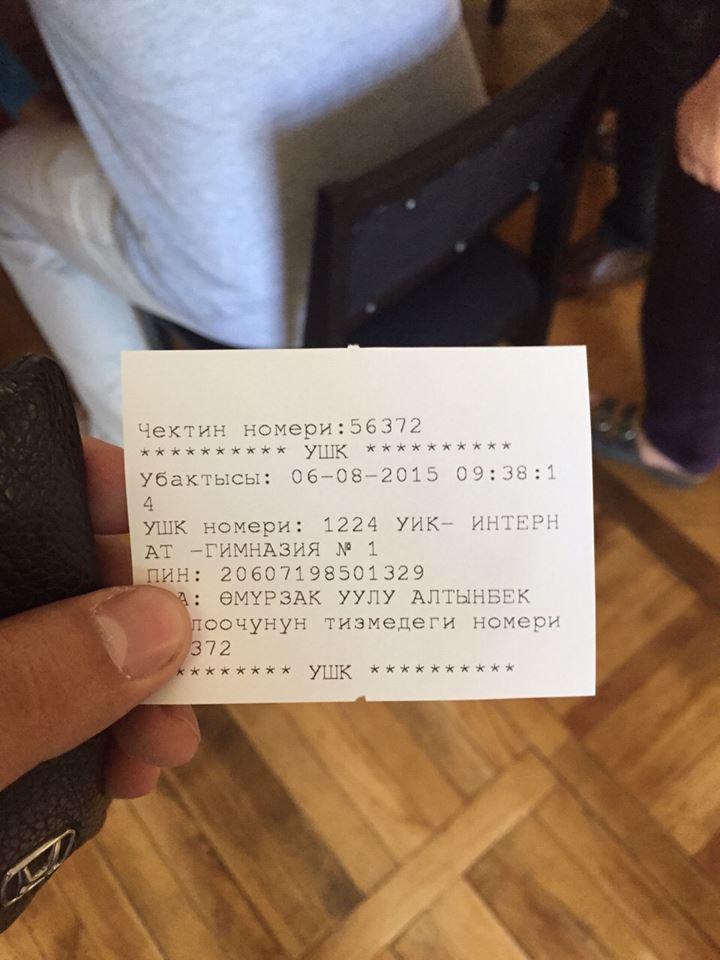 Чектин номери:56372
********** УШК **********
Убактысы: 06-08-2015 09:38:1
4
УШК номери: 1224 УИК- ИНТЕРН
АТ -ГИМНАЗИЯ № 1
ПИН: 20607198501329
А: ӨМҮРЗАК УУЛУ АЛТЫНБЕК
лоочунун тизмедеги номери
372
******** УШК **********